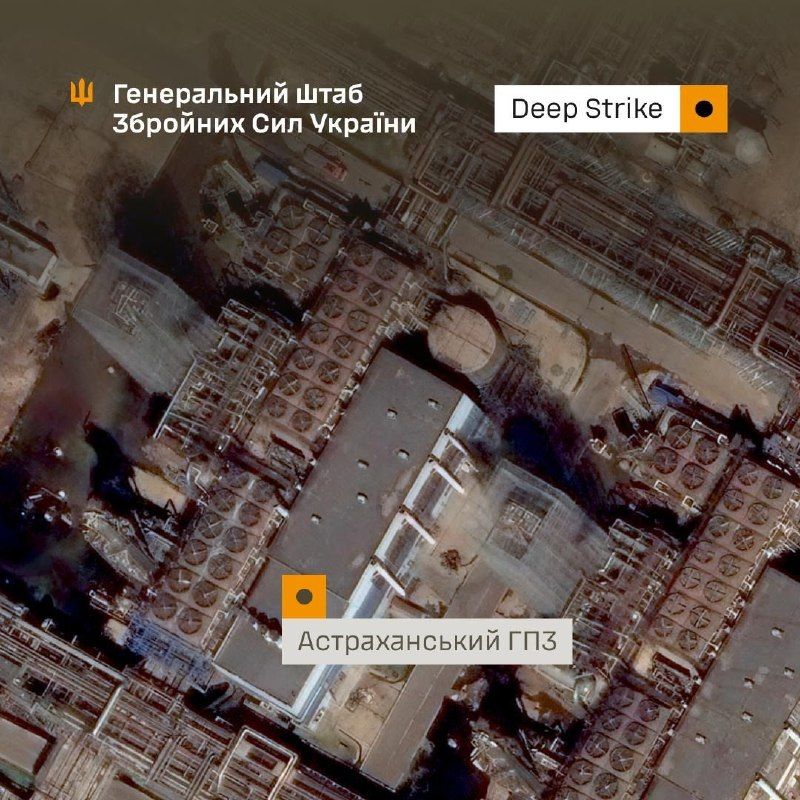 Генеральний штаб
Збройних Сил України
Deep Strike
Астраханський ГПЗ